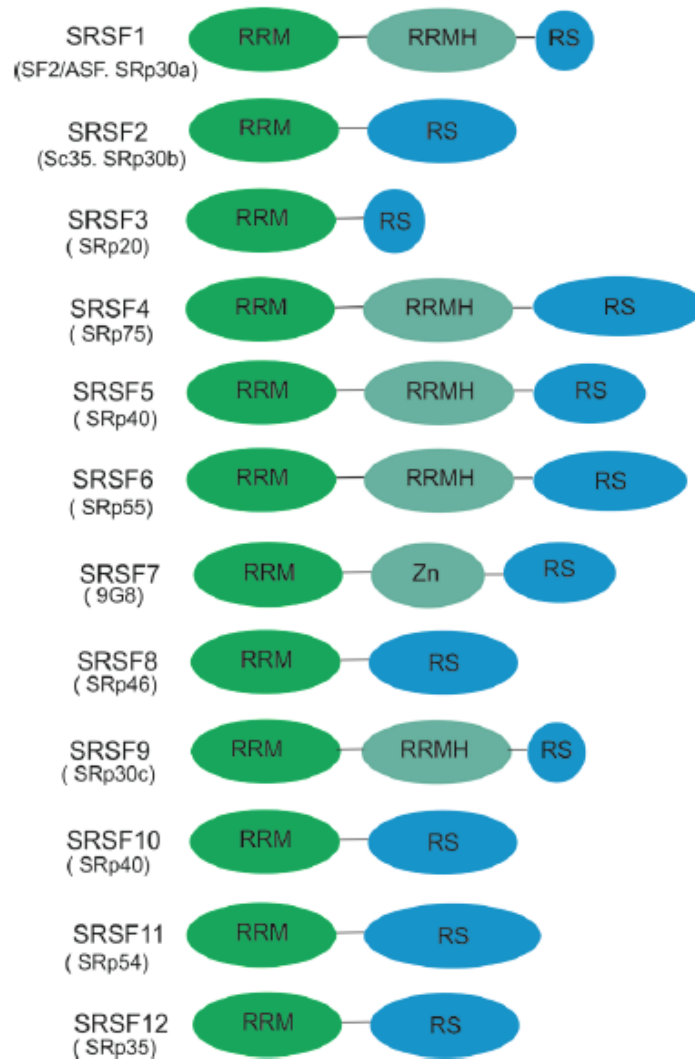 SRSF1 RRM RRMH RS
(SF2/ASF. SRp30a)
SRSF2 RRM RS
(Sc35. SRp30b)
SRSF3 RRM RS
( SRp20)
SRSF4 RRM RRMH RS
( SRp75)
SRSF5 RRM RRMH RS
( SRp40)
SRSF6 RRM RRMH RS
( SRp55)
SRSF7 RRM Zn RS
( 9G8)
SRSF8 RRM RS
( SRp46)
SRSF9 RRM RRMH RS
( SRp30c)
SRSF10 RRM RS
( SRp40)
SRSF11 RRM RS
( SRp54)
SRSF12 RRM RS
( SRp35)